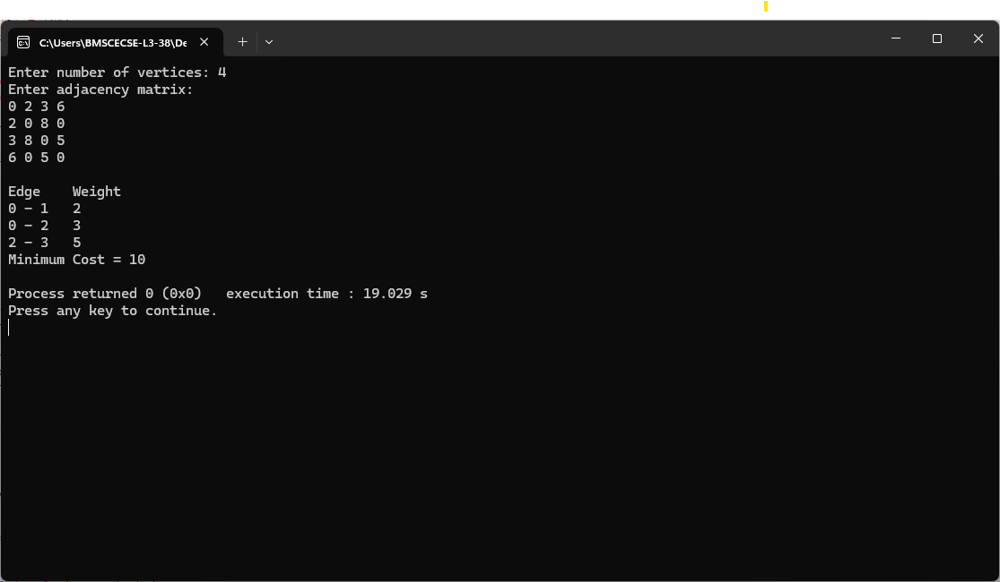 C:\Users\BMSCECSE-L3-38\De
Enter number of vertices: 4
Enter adjacency matrix:
0 2 3 6
2 0 8 0
3 8 0 5
6 0 5 0
Edge    Weight
0 - 1   2
0 - 2   3
2 - 3   5
Minimum Cost = 10
Process returned 0 (0x0)   execution time : 19.029 s
Press any key to continue.